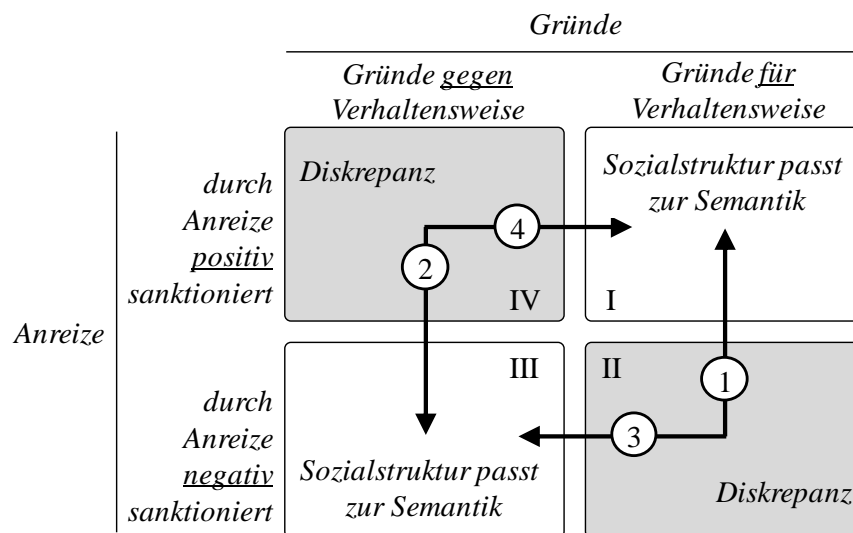 Gründe
Gründe gegen
Verhaltensweise
Gründe für
Verhaltensweise
Anreize
durch
Anreize
positiv
sanktioniert
Diskrepanz
4
2
IV
Sozialstruktur passt
zur Semantik
I
durch
Anreize
negativ
sanktioniert
III
Sozialstruktur passt
zur Semantik
II
1
3
Diskrepanz